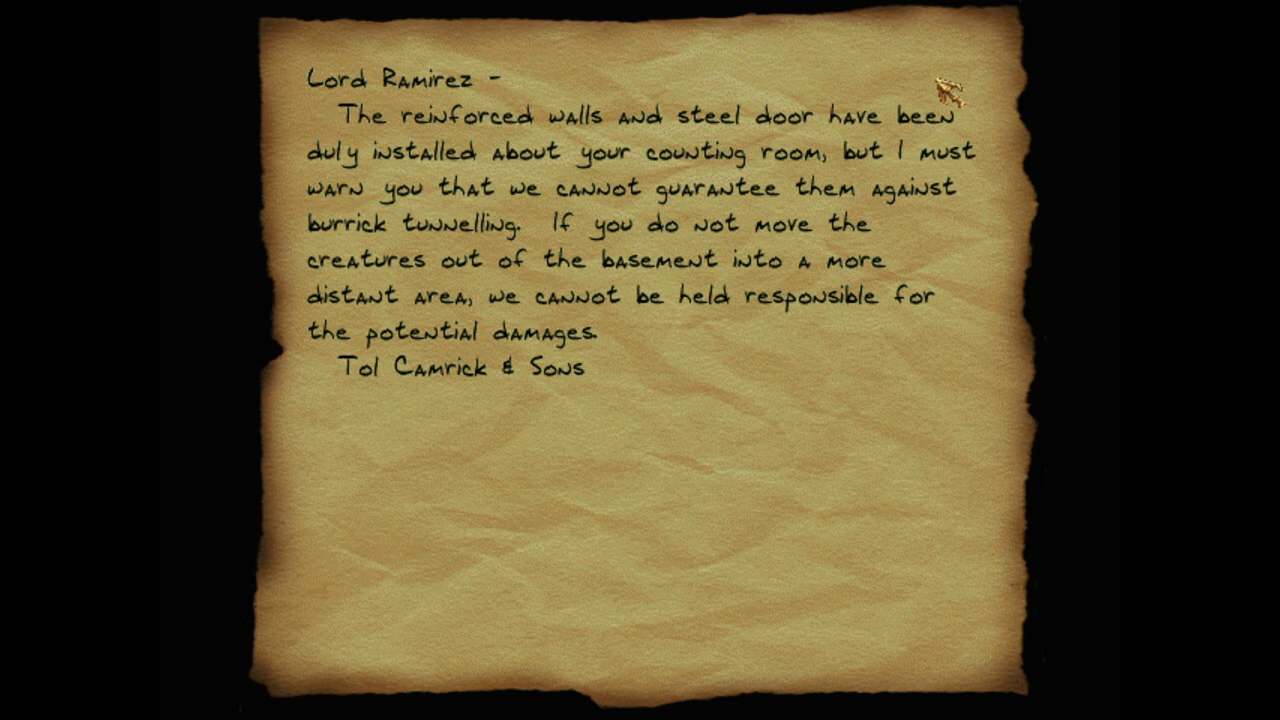 Lord Ramirez -
The reinforced walls and steel door have been
duly installed about your counting room, but I must
warn you that we cannot guarantee them against
burrick tunnelling. If you do not move the
creatures out of the basement into a more
distant area, we cannot be held responsible for
the potential damages.
Tol Camrick & Sons